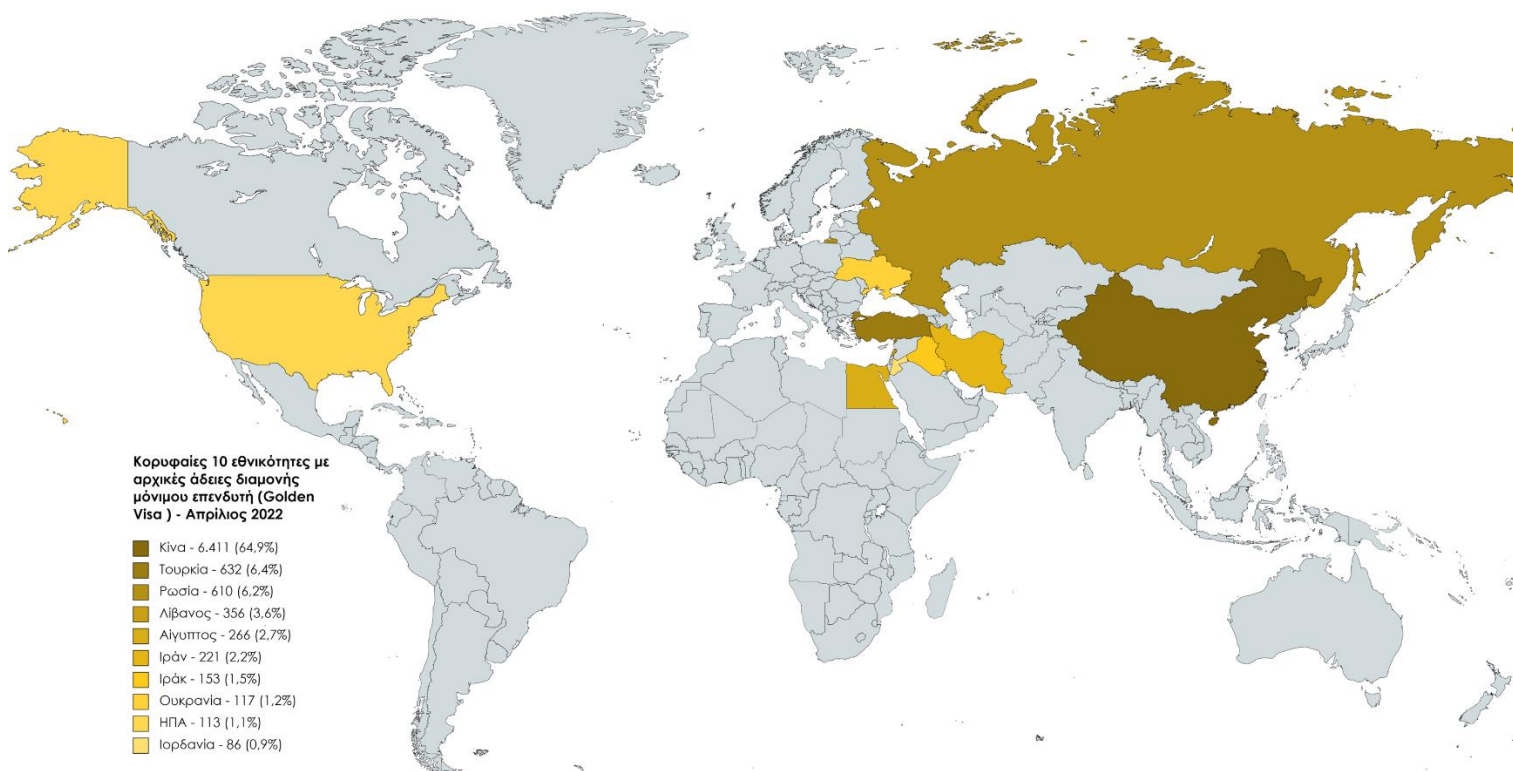 Κορυφαίες 10 εθνικότητες με
αρχικές άδειες διαμονής
μόνιμου επενδυτή (Golden
Visa ) - Απρίλιος 2022
Κίνα - 6.411 (64,9%)
Τουρκία - 632 (6,4%)
Ρωσία - 610 (6,2%)
Λίβανος - 356 (3,6%)
Αίγυπτος - 266 (2,7%)
Ιράν - 221 (2,2%)
Ιράκ - 153 (1,5%)
Ουκρανία - 117 (1,2%)
ΗΠΑ - 113 (1,1%)
Ιορδανία - 86 (0,9%)